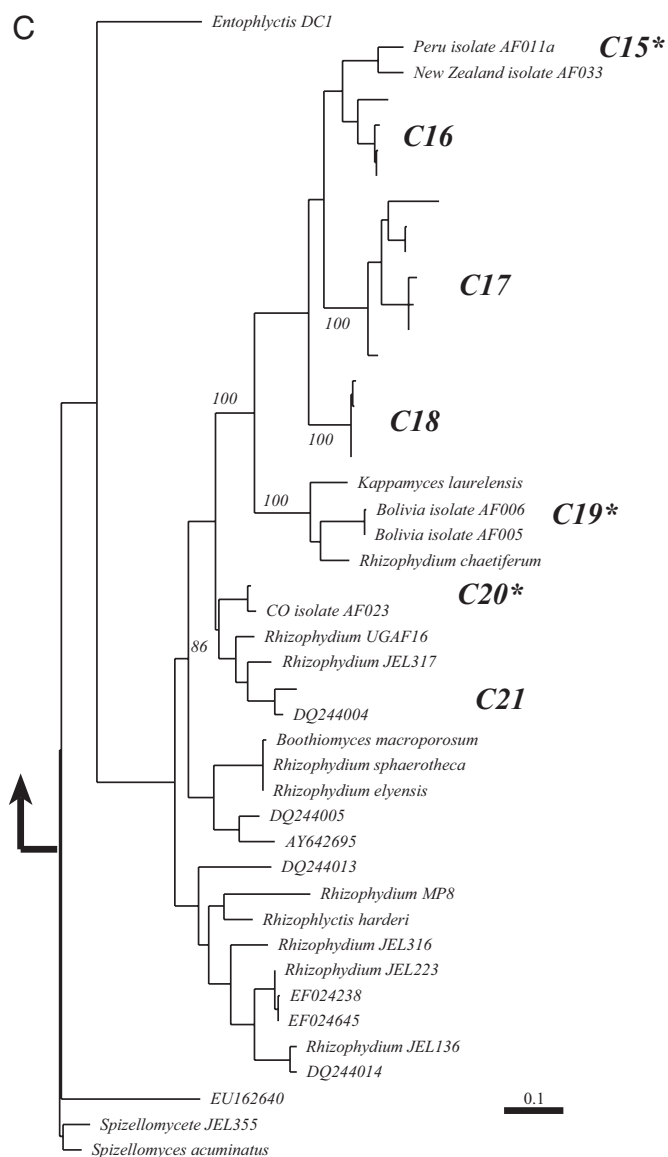 C
Entophlyctis DC1
Peru isolate AF011a
C15*
New Zealand isolate AF033
C16
C17
100
100
C18
100
100
Kappamyces laurelensis
Bolivia isolate AF006
C19*
Bolivia isolate AF005
Rhizophydium chaetiferum
C20*
CO isolate AF023
Rhizophydium UGAF16
86
Rhizophydium JEL317
C21
DQ244004
Boothiomyces macroporosum
Rhizophydium sphaerotheca
Rhizophydium elyensis
DQ244005
AY642695
DQ244013
Rhizophydium MP8
Rhizophlyctis harderi
Rhizophydium JEL316
Rhizophydium JEL223
EF024238
EF024645
Rhizophydium JEL136
DQ244014
EU162640
0.1
Spizellomycete JEL355
Spizellomyces acuminatus